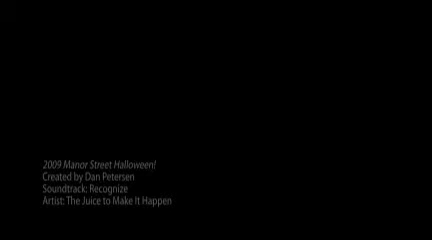 2009 Manor Street Halloween!
Created by Dan Petersen
Soundtrack: Recognize
Artist: The Juice to Make It Happen